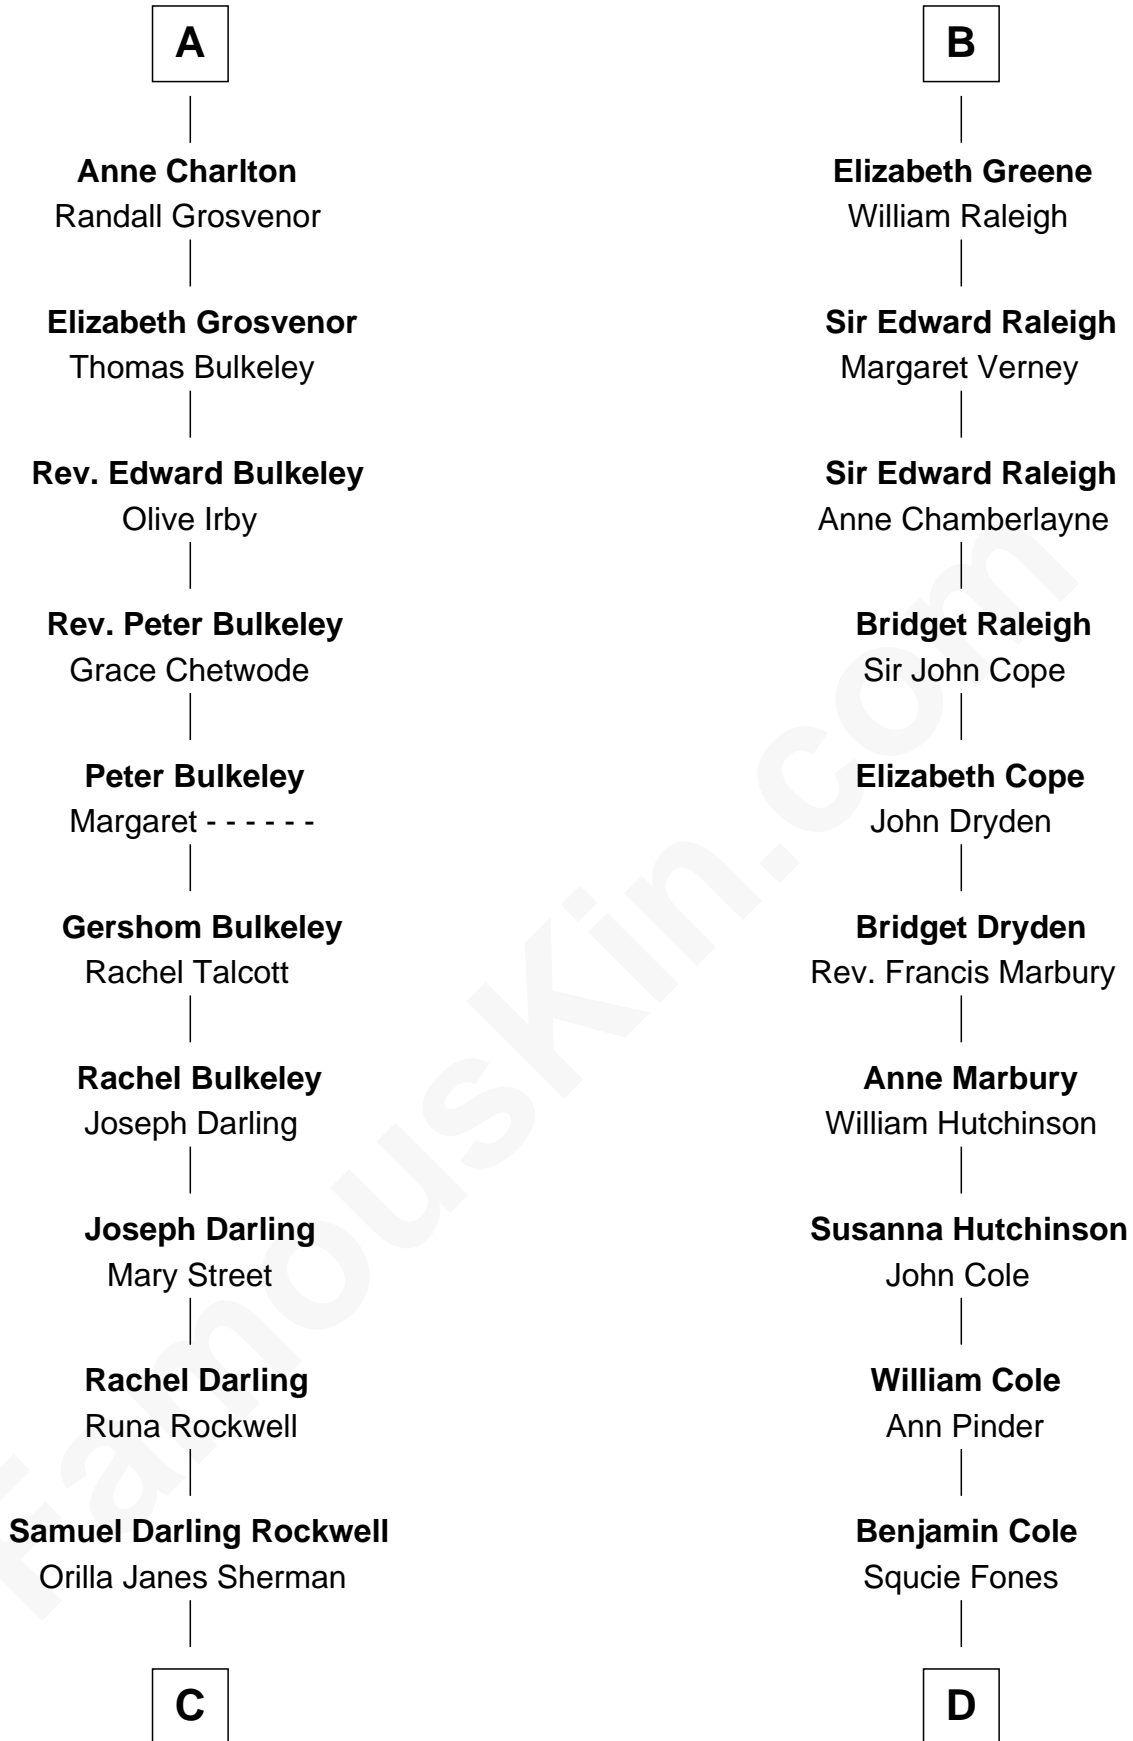 A
Anne Charlton
Randall Grosvenor
Elizabeth Grosvenor
Thomas Bulkeley
Rev. Edward Bulkeley
Olive Irby
Rev. Peter Bulkeley
Grace Chetwode
Peter Bulkeley
Margaret - - - - - -
Gershom Bulkeley
Rachel Talcott
Rachel Bulkeley
Joseph Darling
Joseph Darling
Mary Street
Rachel Darling
Runa Rockwell
Samuel Darling Rockwell
Orilla Janes Sherman
C
B
Elizabeth Greene
William Raleigh
Sir Edward Raleigh
Margaret Verney
Sir Edward Raleigh
Anne Chamberlayne
Bridget Raleigh
Sir John Cope
Elizabeth Cope
John Dryden
Bridget Dryden
Rev. Francis Marbury
Anne Marbury
William Hutchinson
Susanna Hutchinson
John Cole
William Cole
Ann Pinder
Benjamin Cole
Squcie Fones
D
FamousKin.com